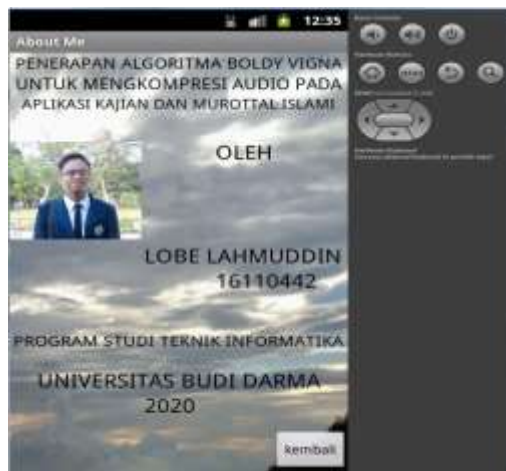 12:35
About Me
PENERAPAN ALGORITMA BOLDY VIGNA
UNTUK MENGKOMPRESI AUDIO PADA
APLIKASI KAJIAN DAN MUROTTAL ISLAMI
OLEH
LOBE LAHMUDDIN
16110442
PROGRAM STUDI TEKNIK INFORMATIKA
UNIVERSITAS BUDI DARMA
2020
kembali